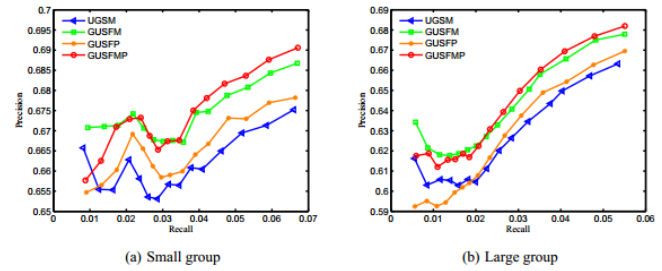 0.7
0.69
0.685
0.68
0.675
0.67
0.665
0.66
0.655
0.65
Precision
UGSM
GUSFM
GUSFP
GUSFMP
0 0.01 0.02 0.03 0.04 0.05 0.06 0.07
Recall
(a) Small group
0.69
0.68
0.67
0.66
0.65
0.64
0.63
0.62
0.61
0.6
0.59
Precision
UGSM
GUSFM
GUSFP
GUSFMP
0 0.01 0.02 0.03 0.04 0.05 0.06
Recall
(b) Large group